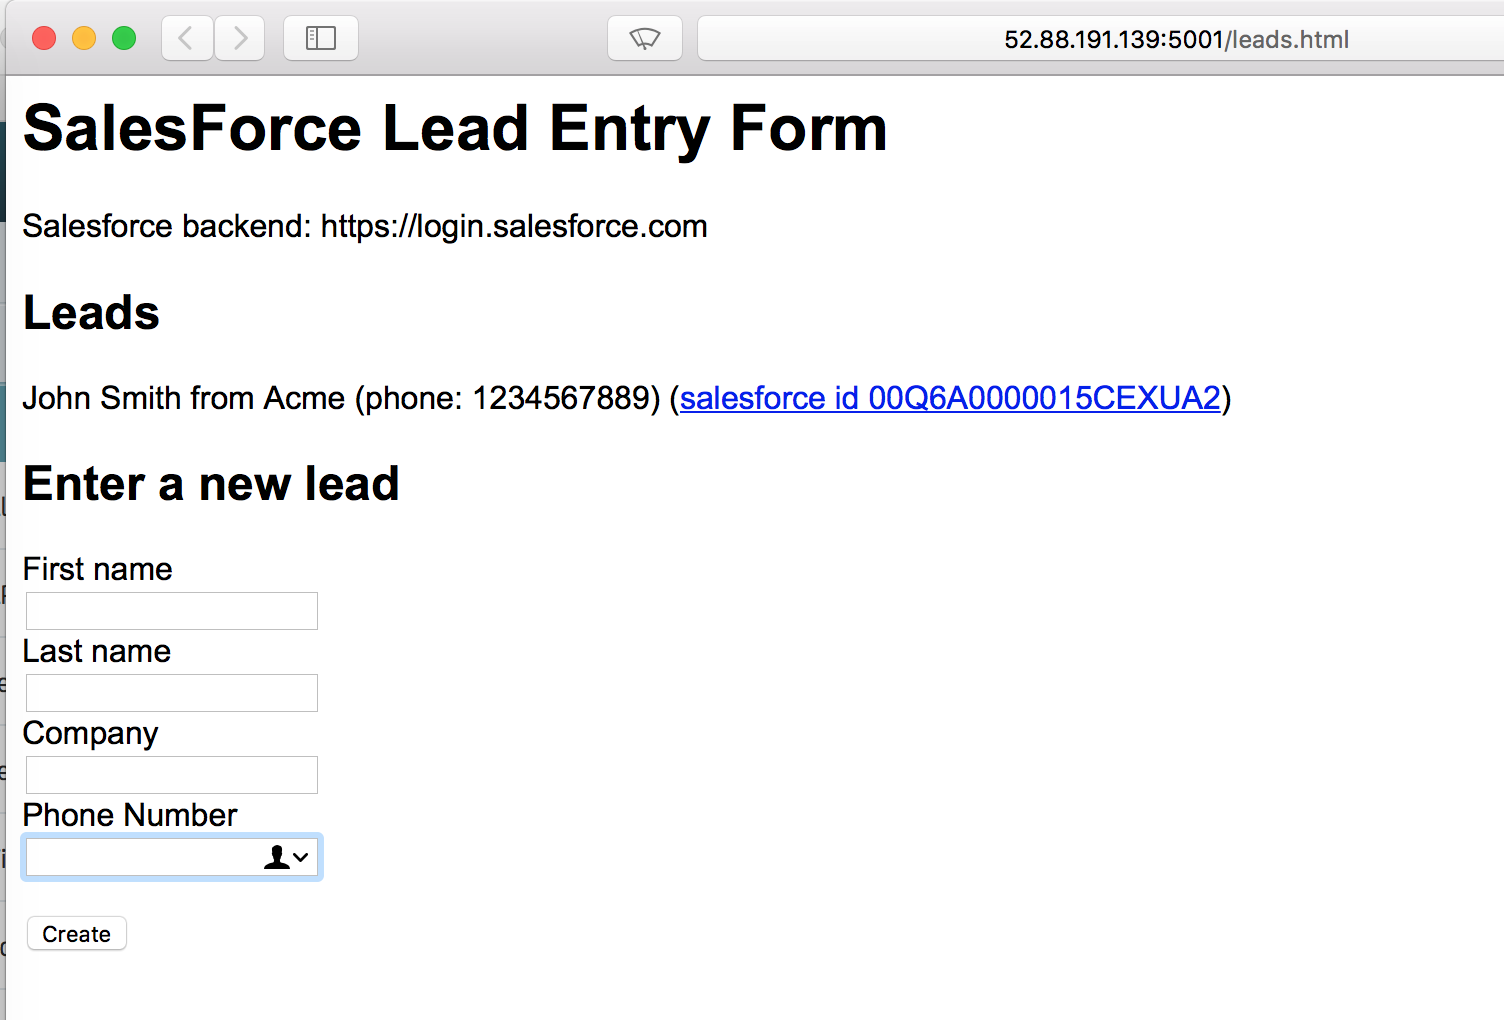 52.88.191.139:5001/leads.html
SalesForce Lead Entry Form
Salesforce backend: https://login.salesforce.com
Leads
John Smith from Acme (phone: 1234567889) (salesforce id 00Q6A0000015CEXUA2)
Enter a new lead
First name
Last name
Company
Phone Number
Create